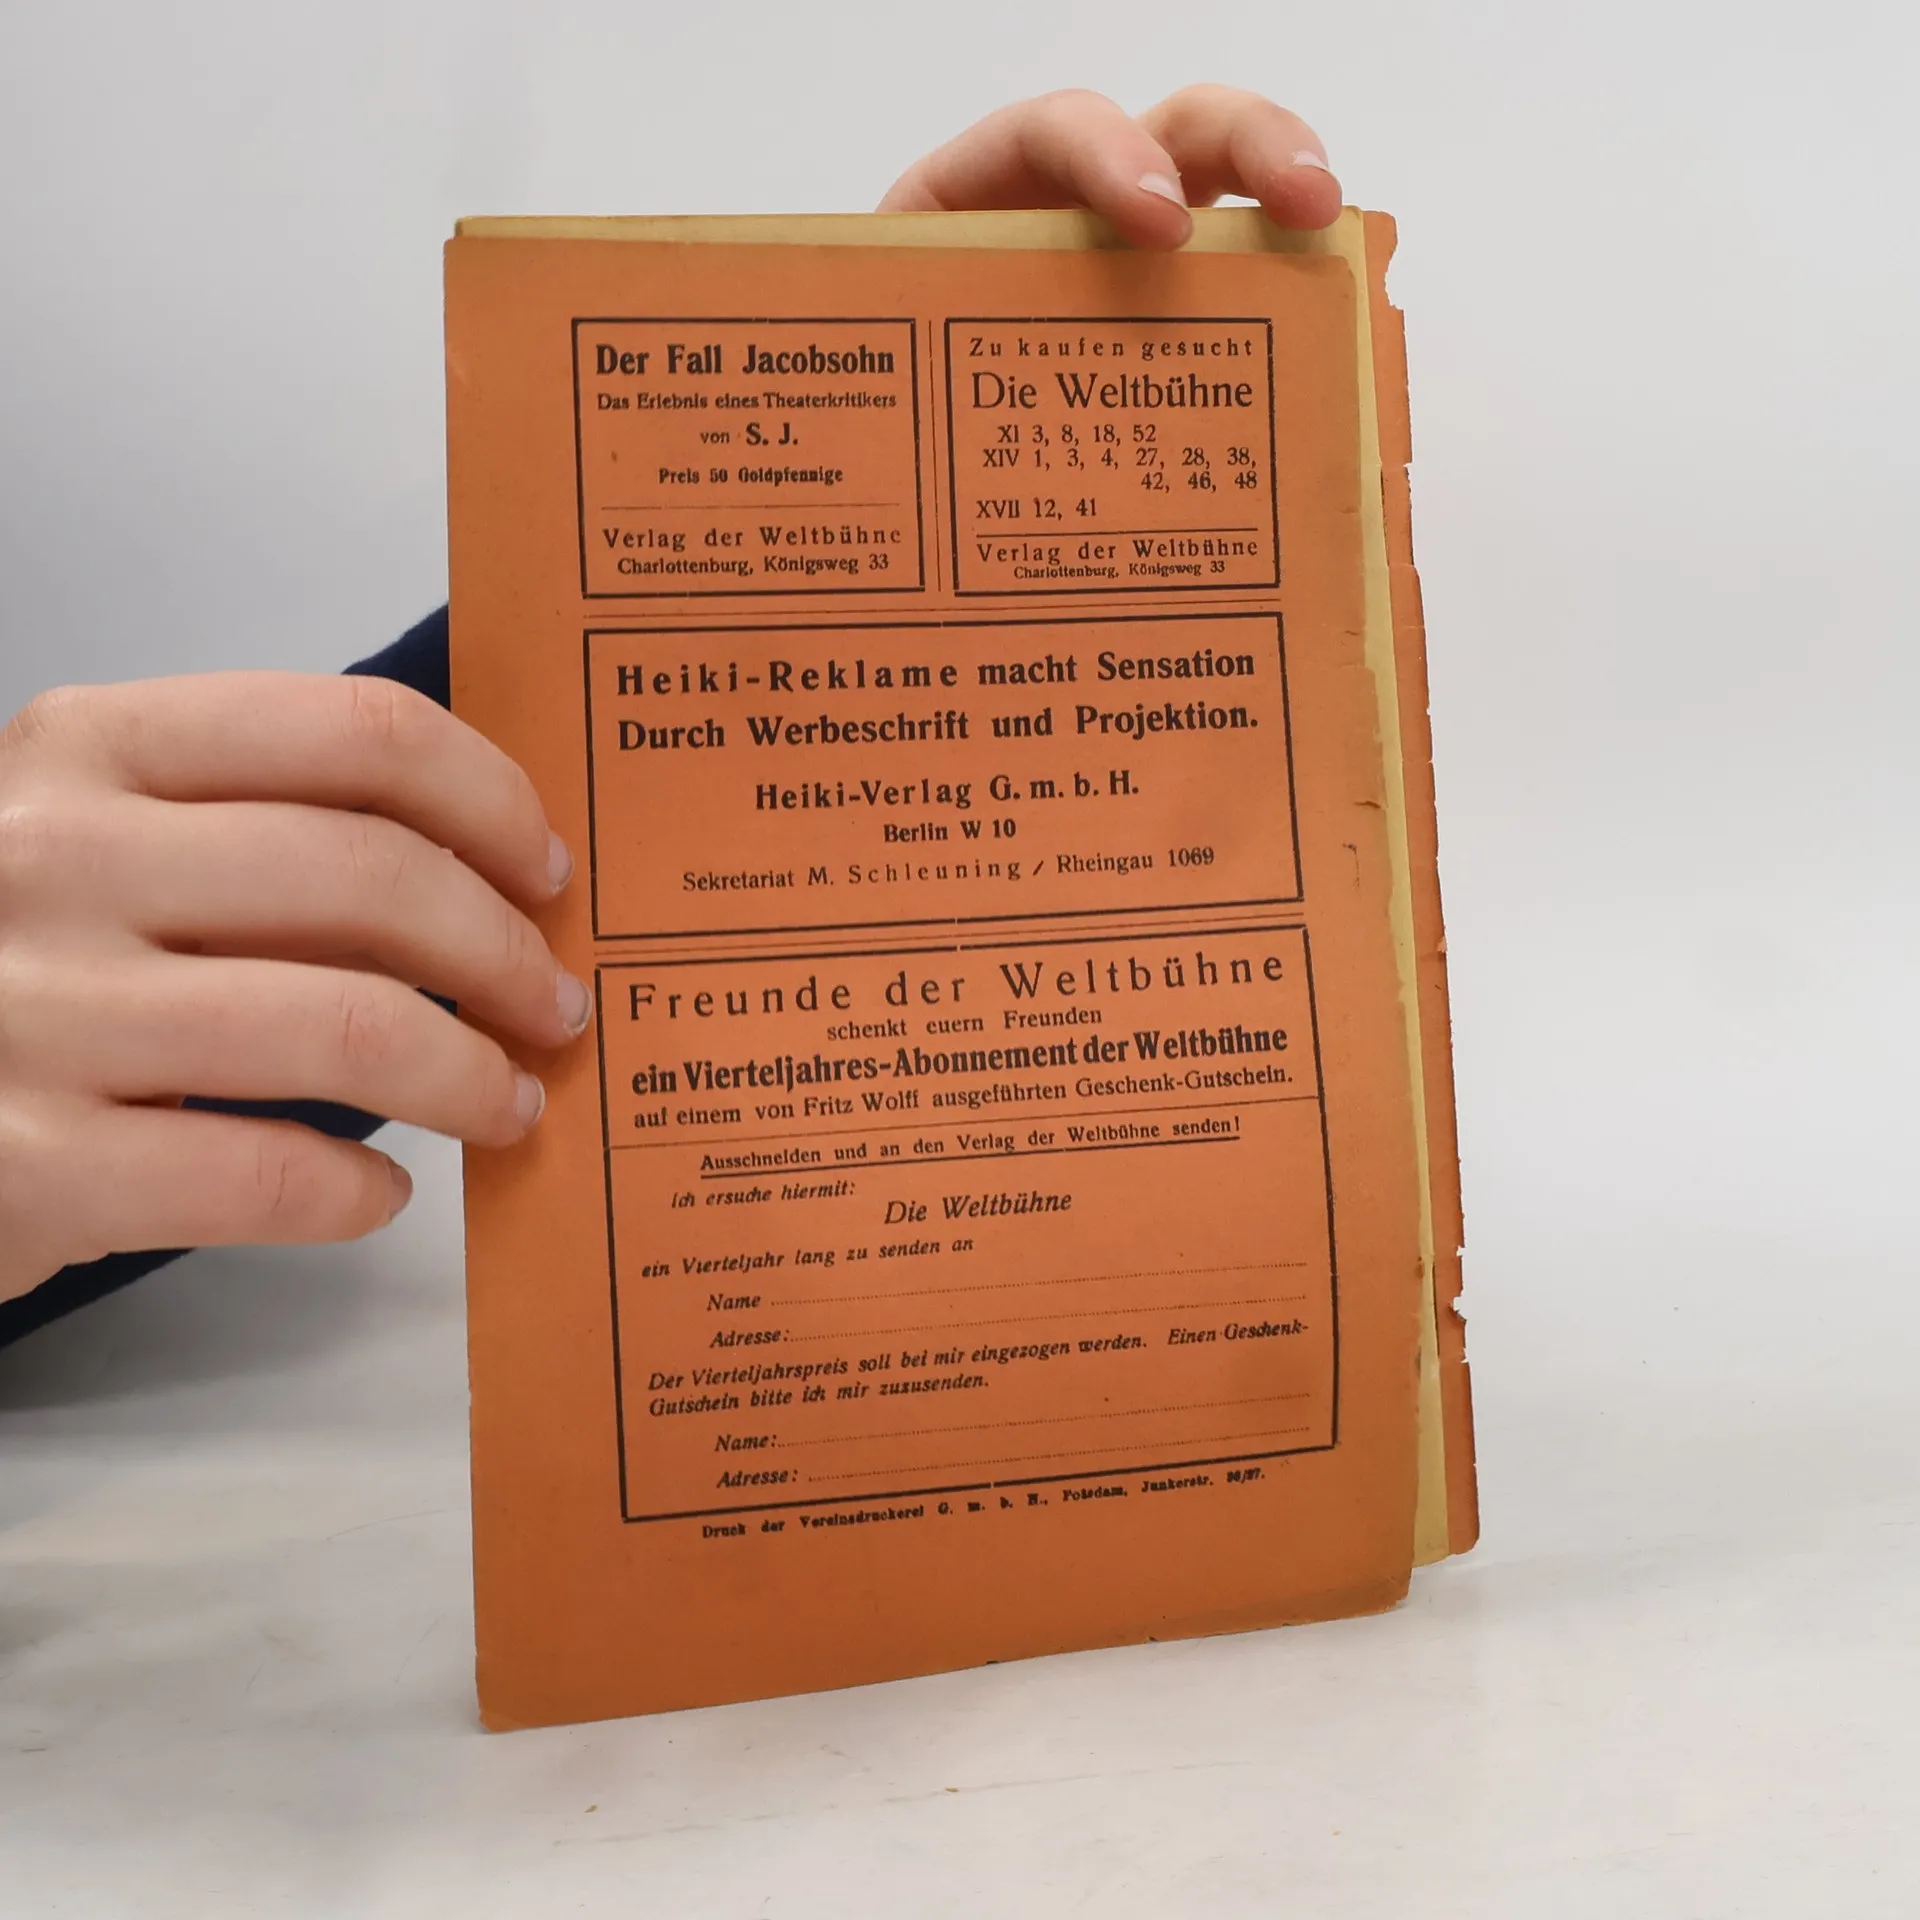 Der Fall Jacobsohn
Das Erlebnis eines Theaterkritikers
von S. J.
Preis 50 Goldpfennige
Verlag der Weltbühne
Charlottenburg, Königsweg 33
Zu kaufen gesucht
Die Weltbühne
XI 3, 8, 18, 52
XIV 1, 3, 4, 27, 28, 38,
42, 46, 48
XVII 12, 41
Verlag der Weltbühne
Charlottenburg, Königsweg 33
Heiki-Reklame macht Sensation
Durch Werbeschrift und Projektion.
Heiki-Verlag G. m. b. H.
Berlin W 10
Sekretariat M. Schleuning / Rheingau 1069
Freunde der Weltbühne
schenkt euern Freunden
ein Vierteljahres-Abonnement der Weltbühne
auf einem von Fritz Wolff ausgeführten Geschenk-Gutschein.
Ausschneiden und an den Verlag der Weltbühne senden!
Ich ersuche hiermit:
Die Weltbühne
ein Vierteljahr lang zu senden an
Name
Adresse:
Der Vierteljahrspreis soll bei mir eingezogen werden. Einen Geschenk-
Gutschein bitte ich mir zuzusenden.
Name:
Adresse:
Druck der Vereinsdruckerei G. m. b. H., Potsdam, Junkerstr.